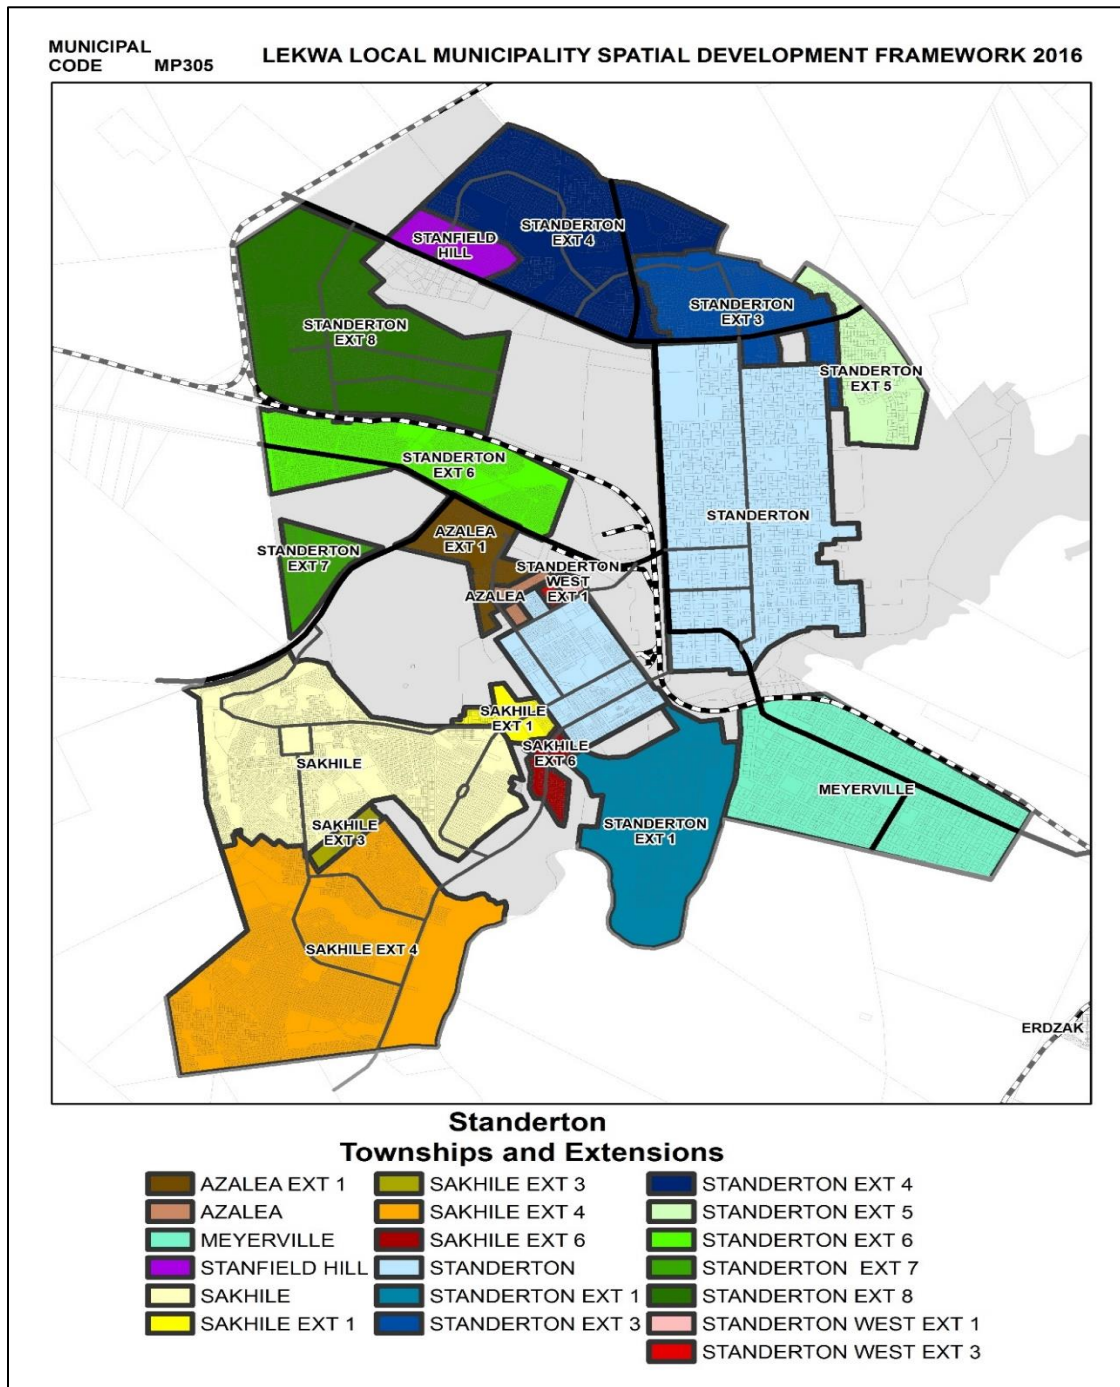 MUNICIPAL
CODE MP305
LEKWA LOCAL MUNICIPALITY SPATIAL DEVELOPMENT FRAMEWORK 2016
STANDERTON
EXT 4
STANFIELD
HILL
STANDERTON
EXT 3
STANDERTON
EXT 8
STANDERTON
EXT 5
STANDERTON
EXT 6
STANDERTON
AZALEA
EXT 1
STANDERTON
EXT 7
STANDERTON
WEST
EXT 1
AZALEA
SAKHILE
EXT 1
SAKHILE
EXT 6
SAKHILE
MEYERVILLE
SAKHILE
EXT 3
STANDERTON
EXT 1
SAKHILE EXT 4
ERDZAK
Standerton
Townships and Extensions
AZALEA EXT 1
AZALEA
MEYERVILLE
STANFIELD HILL
SAKHILE
SAKHILE EXT 1
SAKHILE EXT 3
SAKHILE EXT 4
SAKHILE EXT 6
STANDERTON
STANDERTON EXT 1
STANDERTON EXT 3
STANDERTON EXT 4
STANDERTON EXT 5
STANDERTON EXT 6
STANDERTON EXT 7
STANDERTON EXT 8
STANDERTON WEST EXT 1
STANDERTON WEST EXT 3